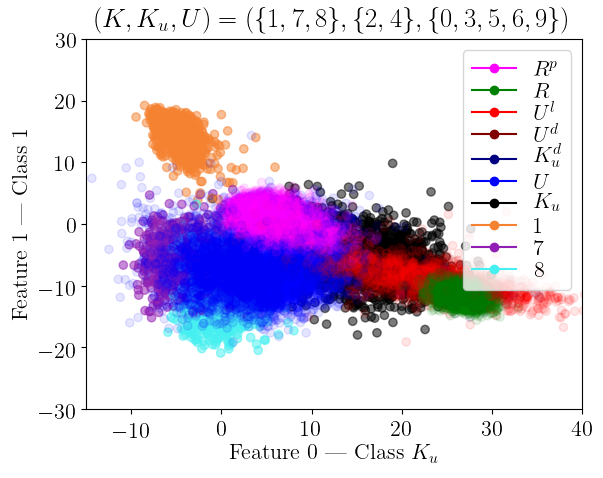 (K, K_u, U) = ({1, 7, 8}, {2, 4}, {0, 3, 5, 6, 9})
30
20
10
0
−10
−20
−30
Feature 1 — Class 1
−10 0 10 20 30 40
Feature 0 — Class K_u
R^p
R
U^l
U^d
K_u^d
U
K_u
1
7
8